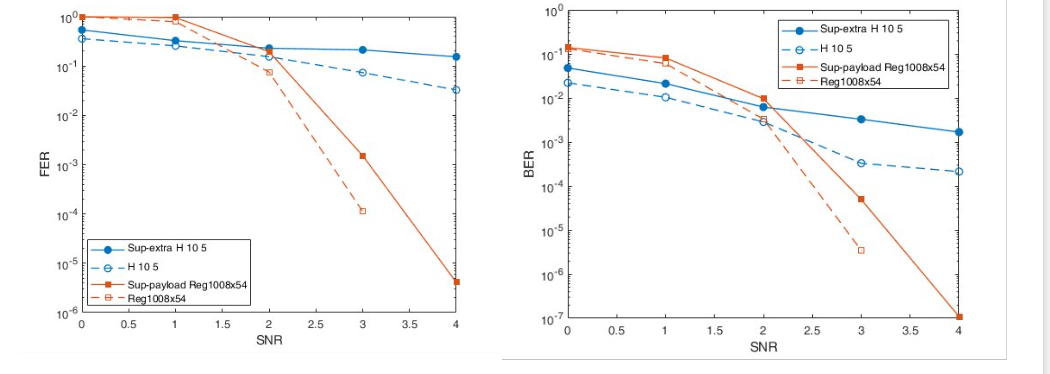 10^0
10^-1
10^-2
10^-3
10^-4
10^-5
10^-6
FER
Sup-extra H 10 5
H 10 5
Sup-payload Reg1008x54
Reg1008x54
0 0.5 1 1.5 2 2.5 3 3.5 4
SNR
10^0
10^-1
10^-2
10^-3
10^-4
10^-5
10^-6
10^-7
BER
Sup-extra H 10 5
H 10 5
Sup-payload Reg1008x54
Reg1008x54
0 0.5 1 1.5 2 2.5 3 3.5 4
SNR